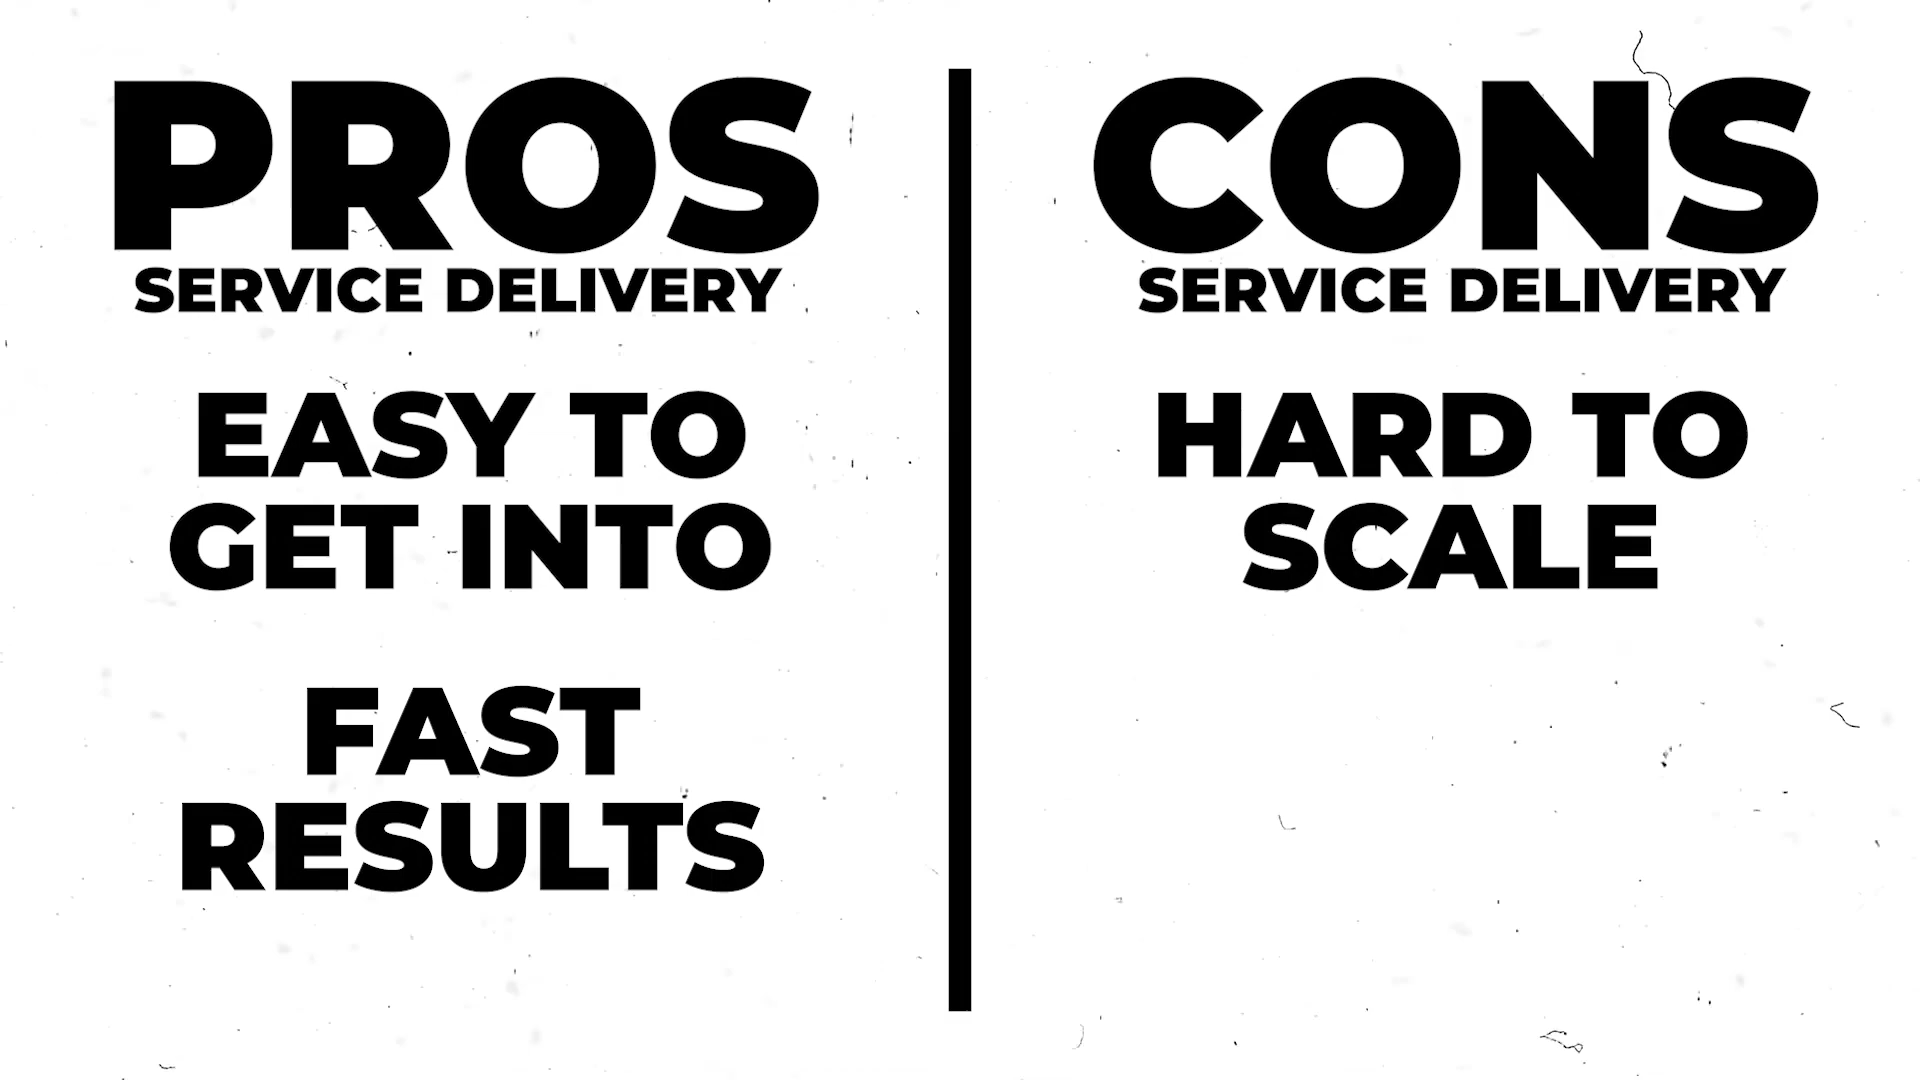 PROS
SERVICE DELIVERY
EASY TO
GET INTO
FAST
RESULTS
CONS
SERVICE DELIVERY
HARD TO
SCALE